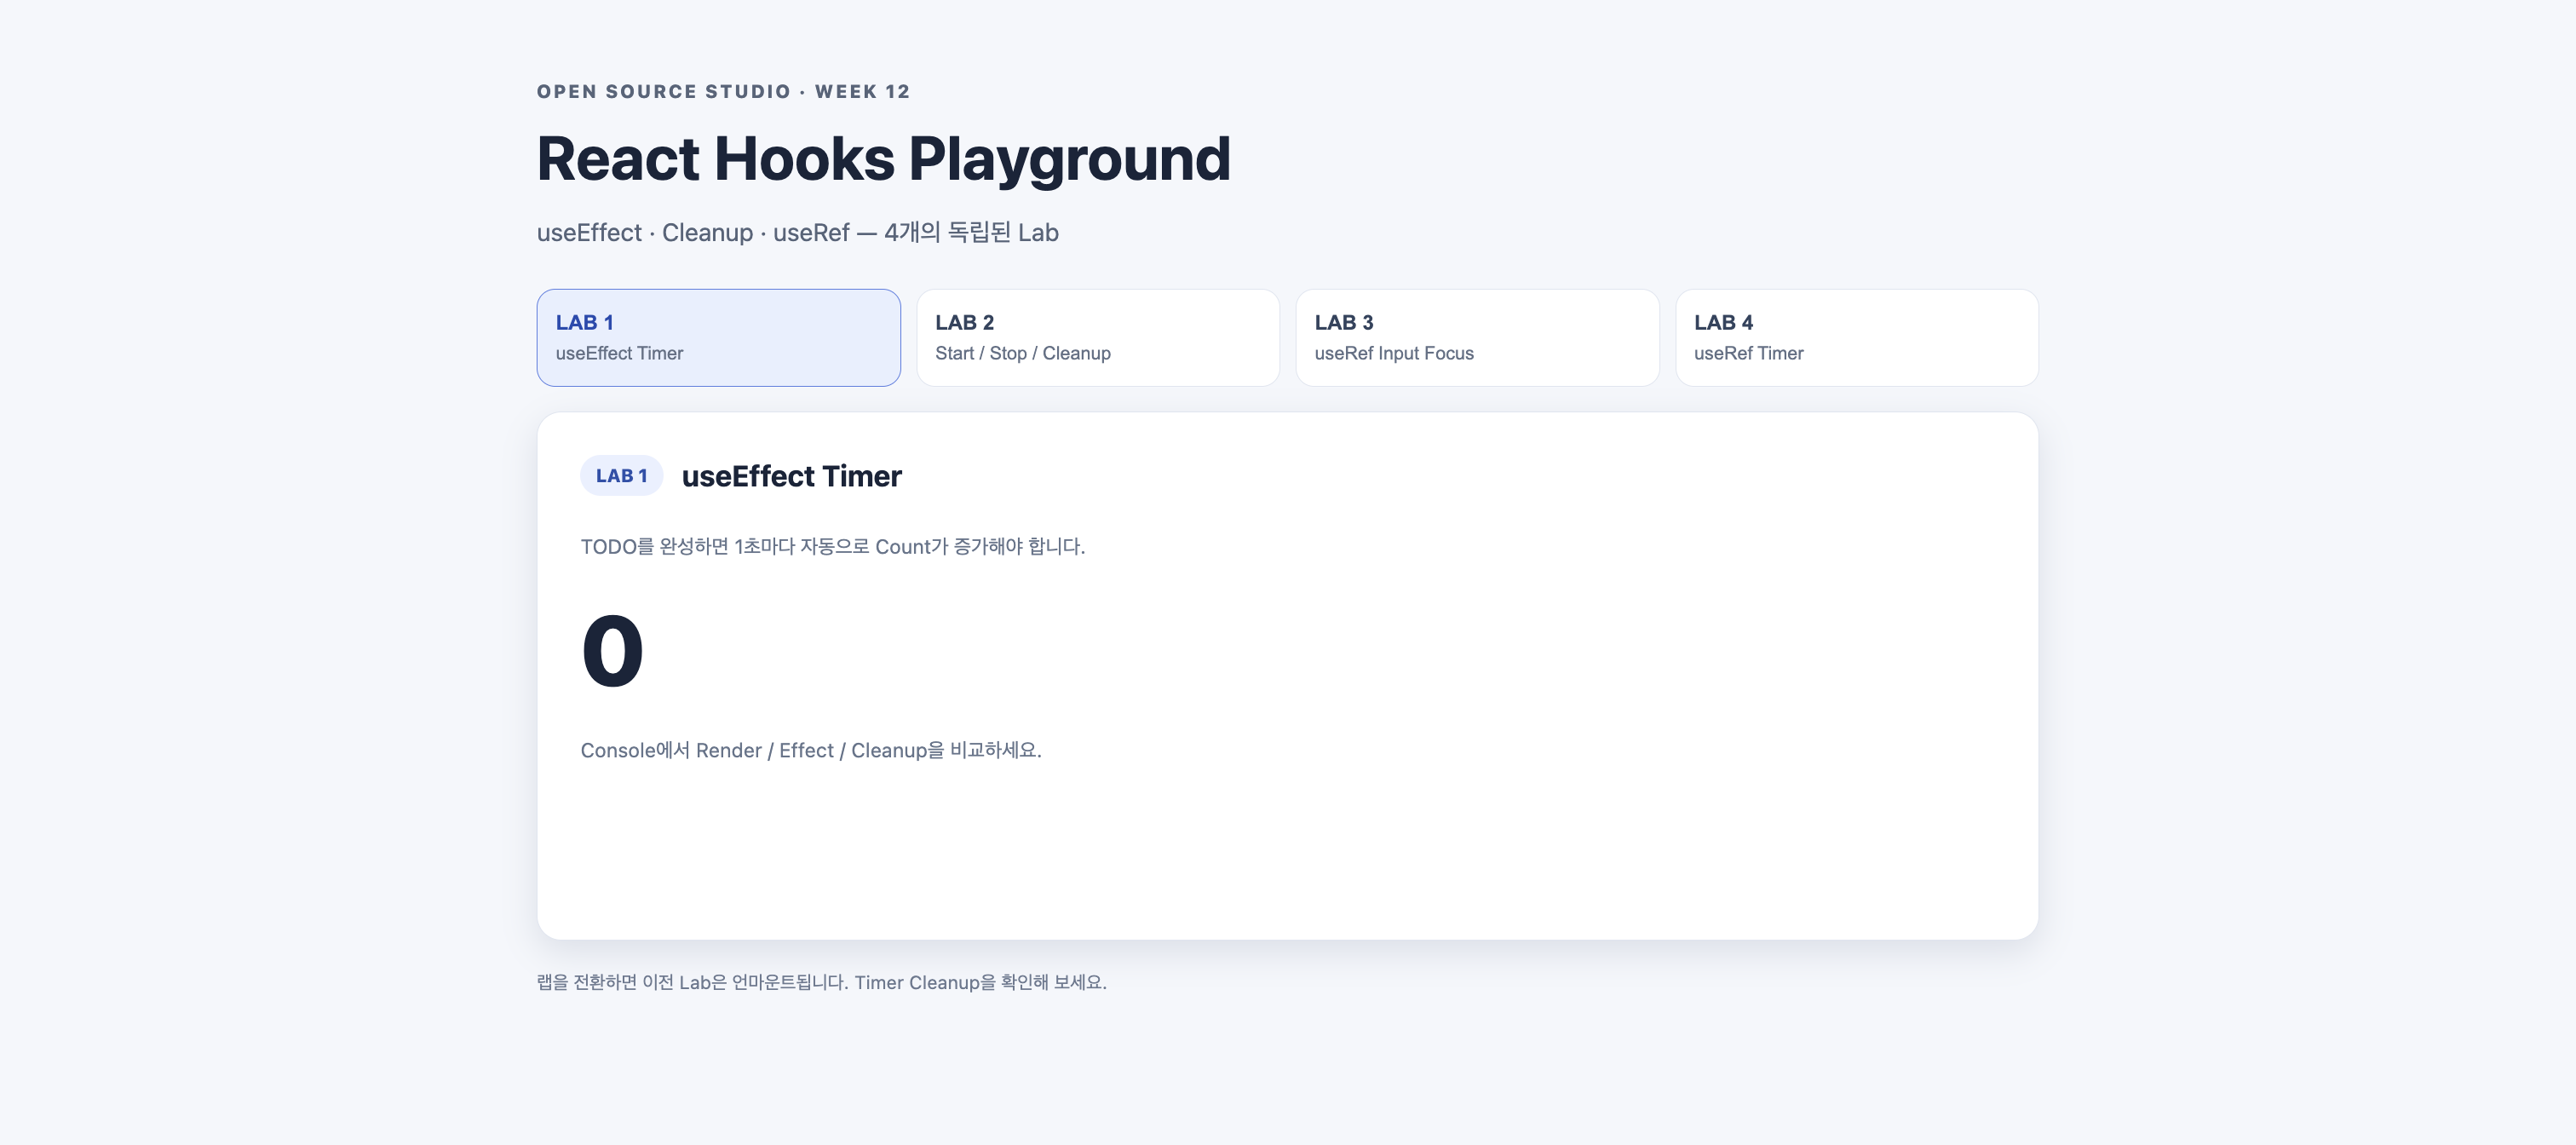 OPEN SOURCE STUDIO · WEEK 12
React Hooks Playground
useEffect · Cleanup · useRef — 4개의 독립된 Lab
LAB 1
useEffect Timer
LAB 2
Start / Stop / Cleanup
LAB 3
useRef Input Focus
LAB 4
useRef Timer
LAB 1 useEffect Timer
TODO를 완성하면 1초마다 자동으로 Count가 증가해야 합니다.
0
Console에서 Render / Effect / Cleanup을 비교하세요.
랩을 전환하면 이전 Lab은 언마운트됩니다. Timer Cleanup을 확인해 보세요.